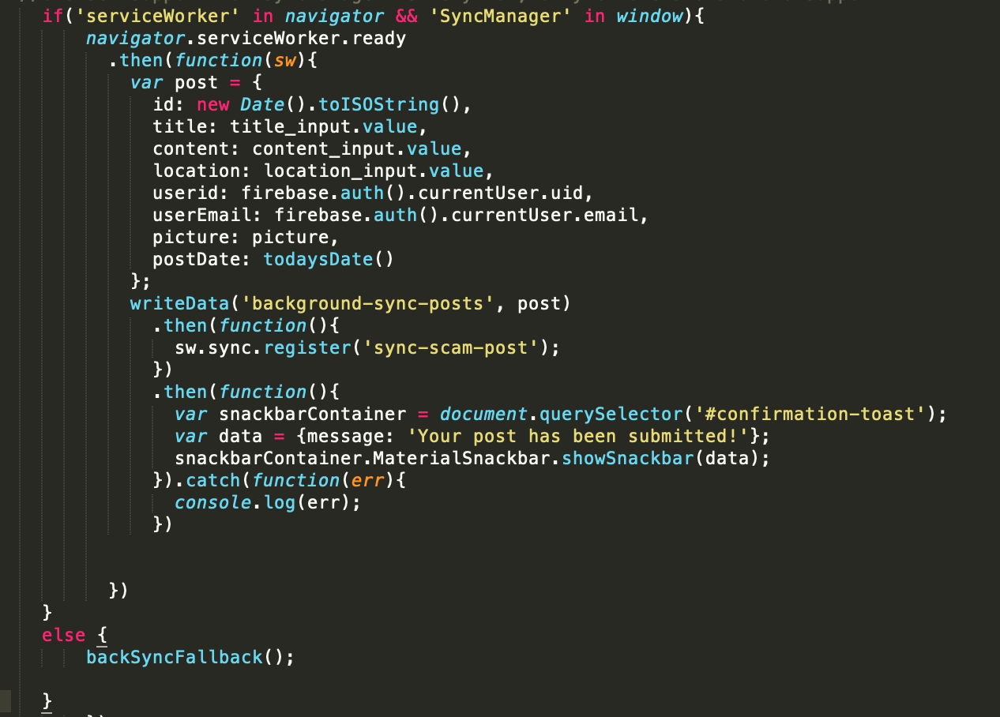 if('serviceWorker' in navigator && 'SyncManager' in window){
navigator.serviceWorker.ready
.then(function(sw){
var post = {
id: new Date().toISOString(),
title: title_input.value,
content: content_input.value,
location: location_input.value,
userid: firebase.auth().currentUser.uid,
userEmail: firebase.auth().currentUser.email,
picture: picture,
postDate: todaysDate()
};
writeData('background-sync-posts', post)
.then(function(){
sw.sync.register('sync-scam-post');
})
.then(function(){
var snackbarContainer = document.querySelector('#confirmation-toast');
var data = {message: 'Your post has been submitted!'};
snackbarContainer.MaterialSnackbar.showSnackbar(data);
}).catch(function(err){
console.log(err);
})
})
}
else {
backSyncFallback();
}